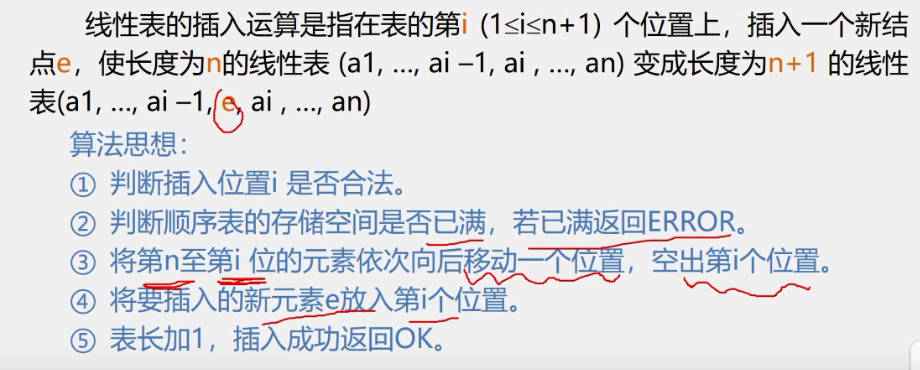 线性表的插入运算是指在表的第i (1≤i≤n+1) 个位置上，插入一个新结
点e，使长度为n的线性表 (a1, …, ai –1, ai , …, an) 变成长度为n+1 的线性
表(a1, …, ai –1, e, ai , …, an)
算法思想：
① 判断插入位置i 是否合法。
② 判断顺序表的存储空间是否已满，若已满返回ERROR。
③ 将第n至第i 位的元素依次向后移动一个位置，空出第i个位置。
④ 将要插入的新元素e放入第i个位置。
⑤ 表长加1，插入成功返回OK。